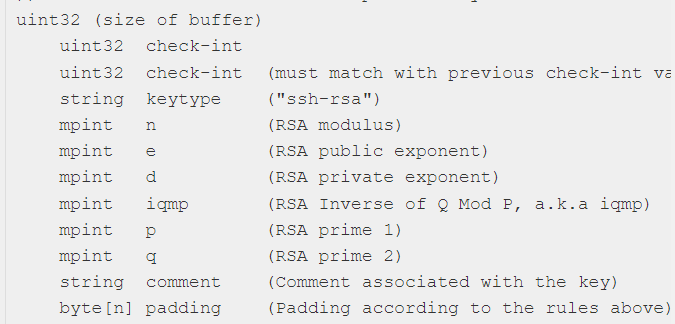 uint32 (size of buffer)
uint32 check-int
uint32 check-int (must match with previous check-int va
string keytype ("ssh-rsa")
mpint n (RSA modulus)
mpint e (RSA public exponent)
mpint d (RSA private exponent)
mpint iqmp (RSA Inverse of Q Mod P, a.k.a iqmp)
mpint p (RSA prime 1)
mpint q (RSA prime 2)
string comment (Comment associated with the key)
byte[n] padding (Padding according to the rules above)